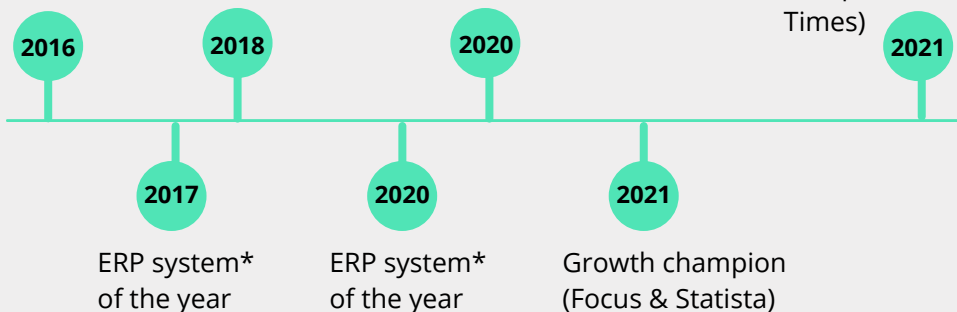 Times)
2016
2018
2020
2021
2017
2020
2021
ERP system*
of the year
ERP system*
of the year
Growth champion
(Focus & Statista)